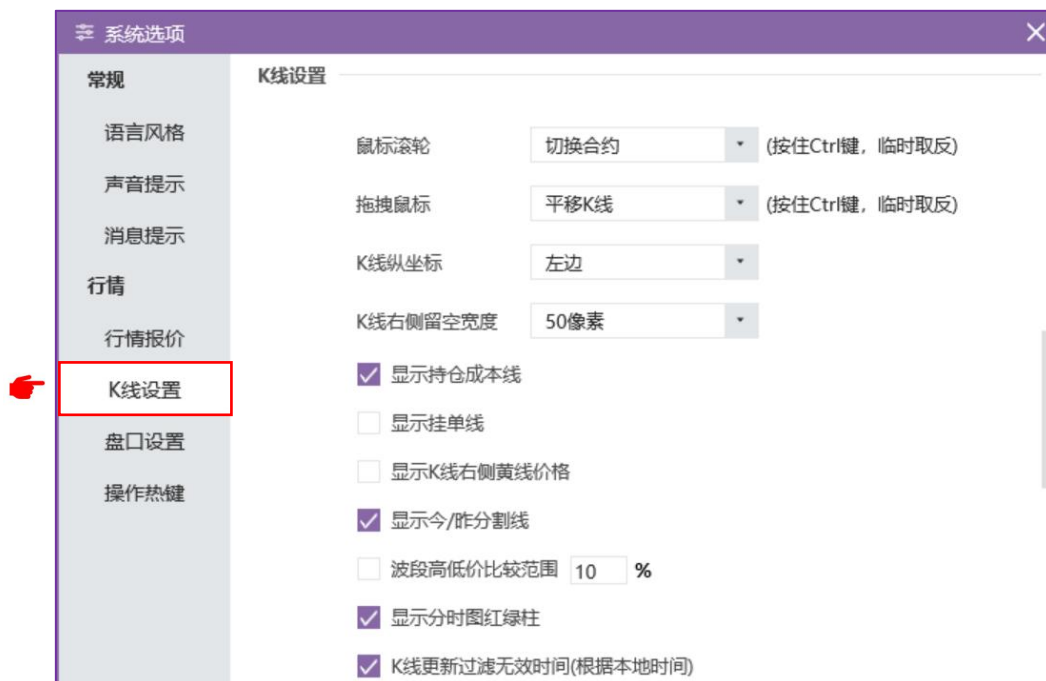 系统选项
常规
语言风格
声音提示
消息提示
行情
行情报价
K线设置
盘口设置
操作热键
K线设置
鼠标滚轮 切换合约 (按住Ctrl键，临时取反)
拖拽鼠标 平移K线 (按住Ctrl键，临时取反)
K线纵坐标 左边
K线右侧留空宽度 50像素
显示持仓成本线
显示挂单线
显示K线右侧黄线价格
显示今/昨分割线
波段高低价比较范围 10 %
显示分时图红绿柱
K线更新过滤无效时间(根据本地时间)